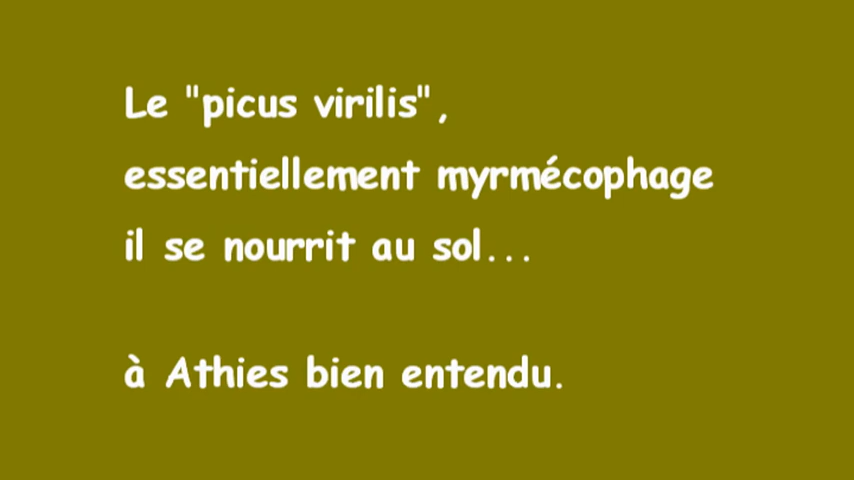 Le "picus virilis",
essentiellement myrmécophage
il se nourrit au sol...
à Athies bien entendu.